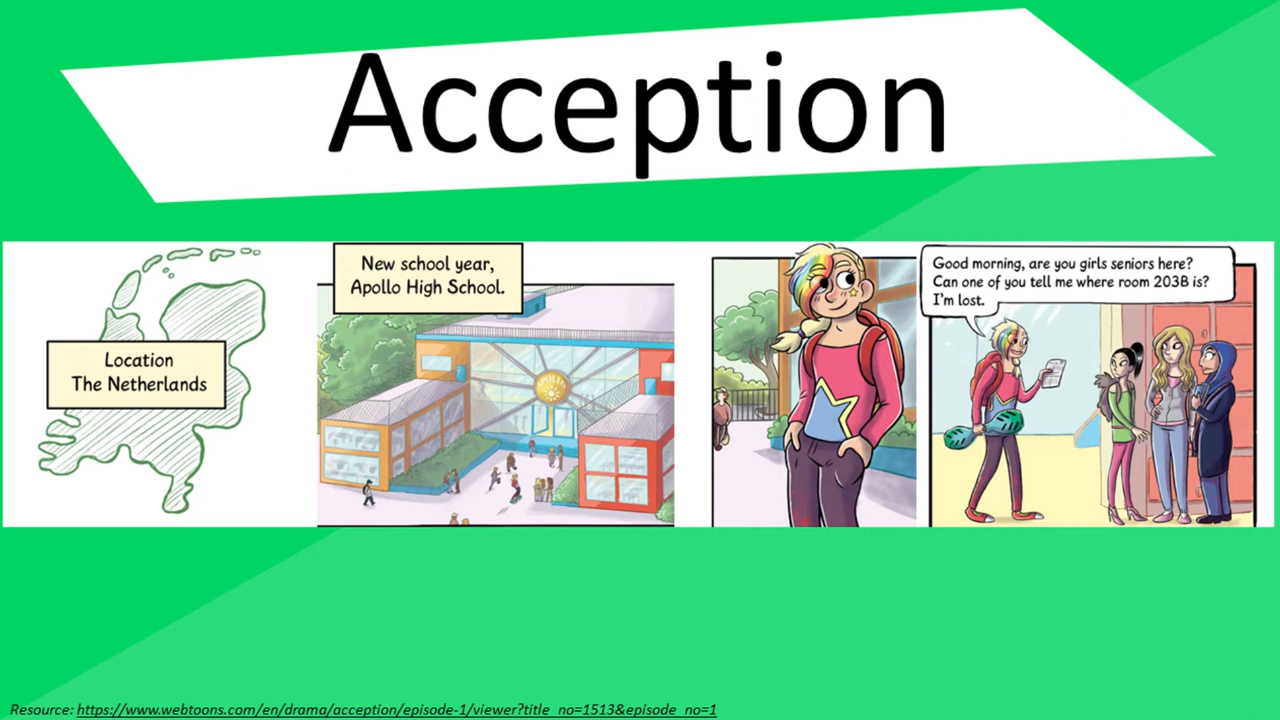 Acception
Location
The Netherlands
New school year,
Apollo High School.
APOLLO
Good morning, are you girls seniors here?
Can one of you tell me where room 203B is?
I'm lost.
Resource: https://www.webtoons.com/en/drama/acception/episode-1/viewer?title_no=1513&episode_no=1